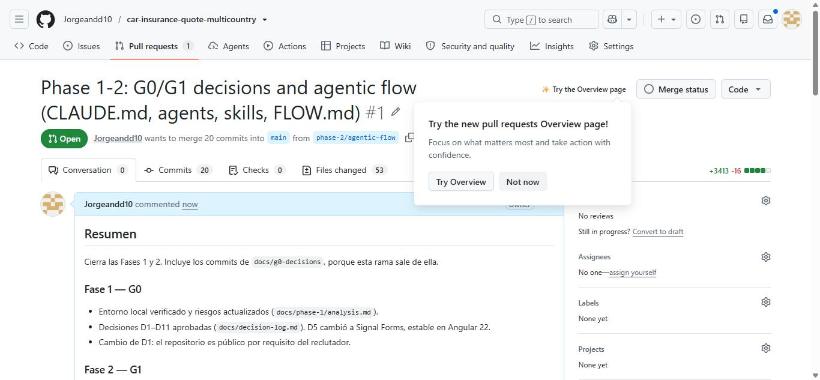 Jorgeandd10 / car-insurance-quote-multicountry
Type / to search
Code
Issues
Pull requests 1
Agents
Actions
Projects
Wiki
Security and quality
Insights
Settings
Phase 1-2: G0/G1 decisions and agentic flow
(CLAUDE.md, agents, skills, FLOW.md) #1
Try the Overview page
Merge status
Code
Open
Jorgeandd10 wants to merge 20 commits into main from phase-2/agentic-flow
Try the new pull requests Overview page!
Focus on what matters most and take action with
confidence.
Try Overview
Not now
Conversation 0
Commits 20
Checks 0
Files changed 53
+3413 -16
Jorgeandd10 commented now
Resumen
Cierra las Fases 1 y 2. Incluye los commits de docs/g0-decisions, porque esta rama sale de ella.
Fase 1 — G0
• Entorno local verificado y riesgos actualizados (docs/phase-1/analysis.md).
• Decisiones D1–D11 aprobadas (docs/decision-log.md). D5 cambió a Signal Forms, estable en Angular 22.
• Cambio de D1: el repositorio es público por requisito del reclutador.
Fase 2 — G1
No reviews
Still in progress? Convert to draft
Assignees
No one—assign yourself
Labels
None yet
Projects
None yet